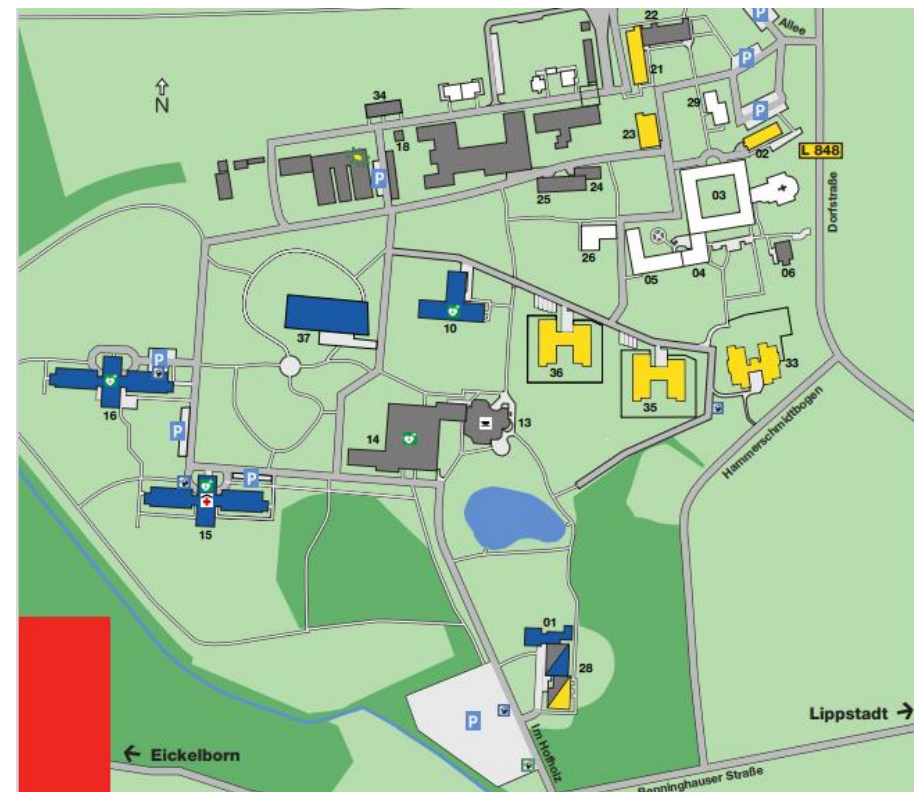 P
Allee
22
P
21
N
34
29
P
18
23
02
L 848
P
24
03
25
Dorfstraße
26
05
04
06
10
37
P
36
33
16
35
P
14
13
Hammerschmidtbogen
P
15
01
28
P
Lippstadt
Eickelborn
Im Hofholz
Benninghauser Straße